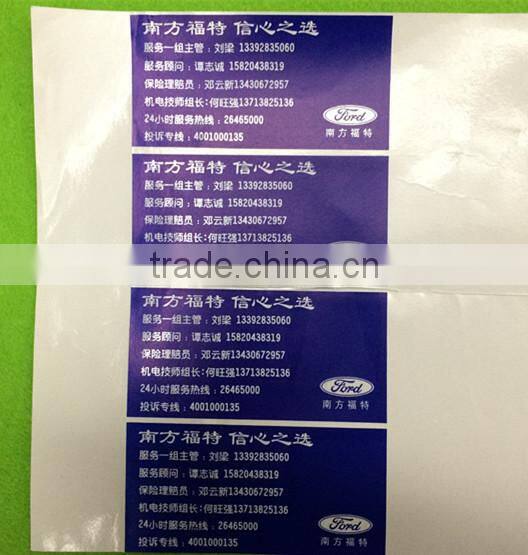 南方福特 信心之选
服务一组主管：刘梁 13392835060
服务顾问：谭志诚 15820438319
保险理赔员：邓云新13430672957
机电技师组长：何旺强13713825136
24小时服务热线：26465000
投诉专线：4001000135
Ford
南方福特
南方福特 信心之选
服务一组主管：刘梁 13392835060
服务顾问：谭志诚 15820438319
保险理赔员：邓云新13430672957
机电技师组长：何旺强13713825136
trade.china.cn
南方福特 信心之选
服务一组主管：刘梁 13392835060
服务顾问：谭志诚 15820438319
保险理赔员：邓云新13430672957
机电技师组长：何旺强13713825136
24小时服务热线：26465000
投诉专线：4001000135
Ford
南方福特
南方福特 信心之选
服务一组主管：刘梁 13392835060
服务顾问：谭志诚 15820438319
保险理赔员：邓云新13430672957
机电技师组长：何旺强13713825136
24小时服务热线：26465000
投诉专线：4001000135
Ford
南方福特